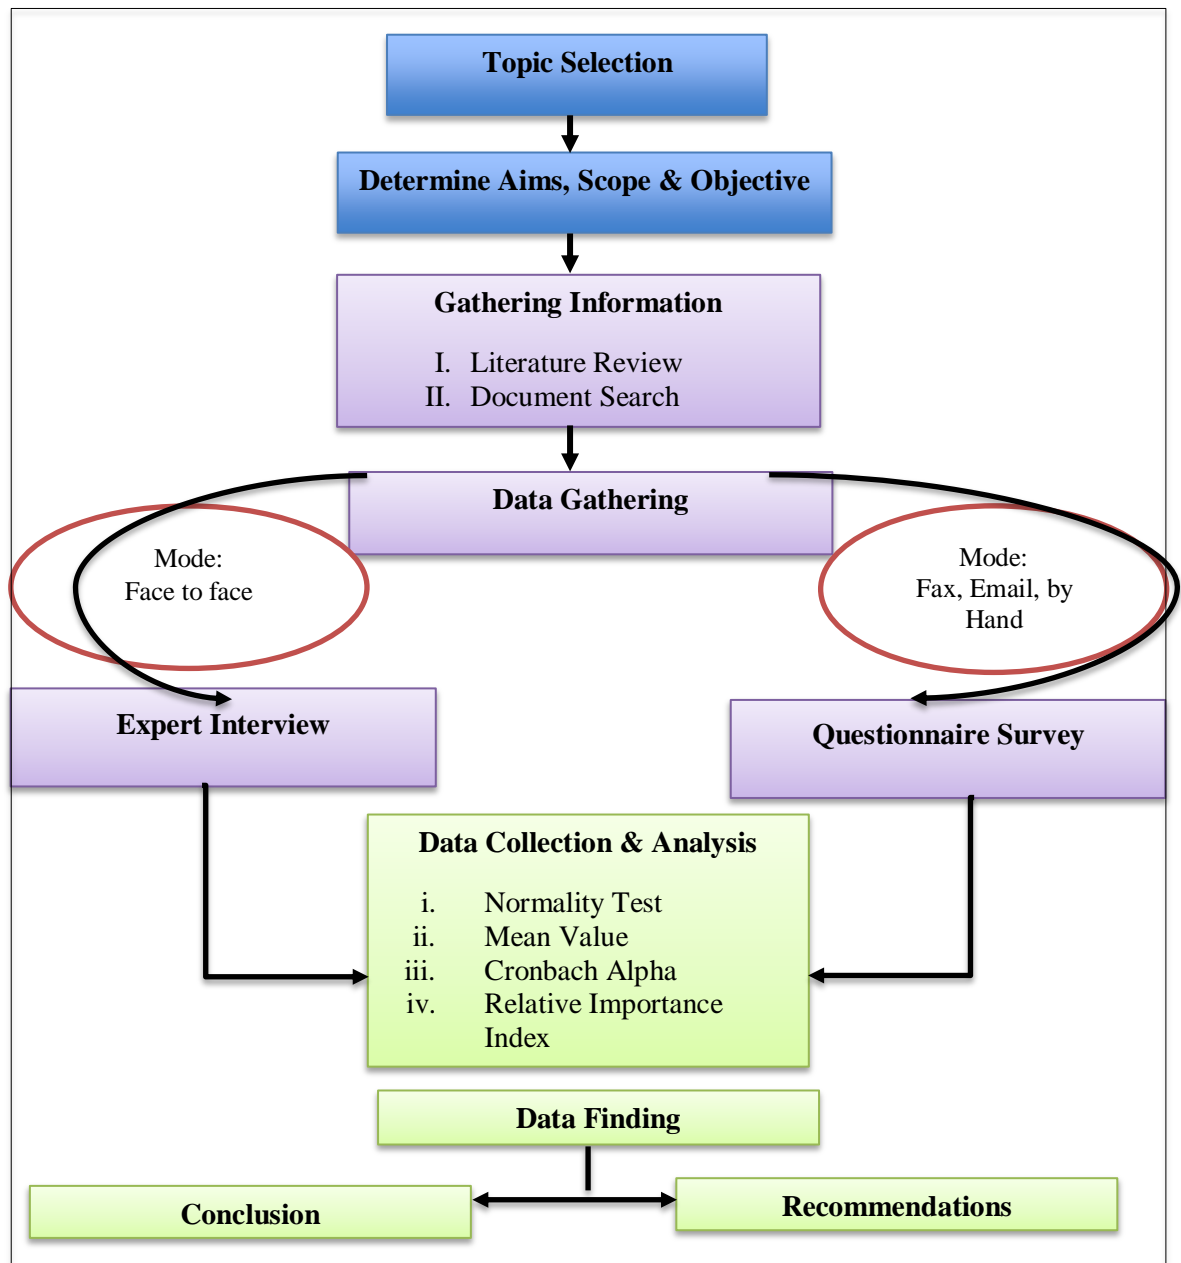 Topic Selection
Determine Aims, Scope & Objective
Gathering Information
I. Literature Review
II. Document Search
Data Gathering
Mode:
Face to face
Mode:
Fax, Email, by
Hand
Expert Interview
Questionnaire Survey
Data Collection & Analysis
i. Normality Test
ii. Mean Value
iii. Cronbach Alpha
iv. Relative Importance
Index
Data Finding
Conclusion
Recommendations